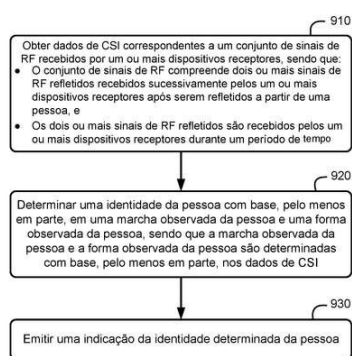 910
Obter dados de CSI correspondentes a um conjunto de sinais de
RF recebidos por um ou mais dispositivos receptores, sendo que:
• O conjunto de sinais de RF compreende dois ou mais sinais de
RF refletidos recebidos sucessivamente pelos um ou mais
dispositivos receptores após serem refletidos a partir de uma
pessoa, e
• Os dois ou mais sinais de RF refletidos são recebidos pelos um
ou mais dispositivos receptores durante um período de tempo
920
Determinar uma identidade da pessoa com base, pelo menos
em parte, em uma marcha observada da pessoa e uma forma
observada da pessoa, sendo que a marcha observada da
pessoa e a forma observada da pessoa são determinadas
com base, pelo menos em parte, nos dados de CSI
930
Emitir uma indicação da identidade determinada da pessoa